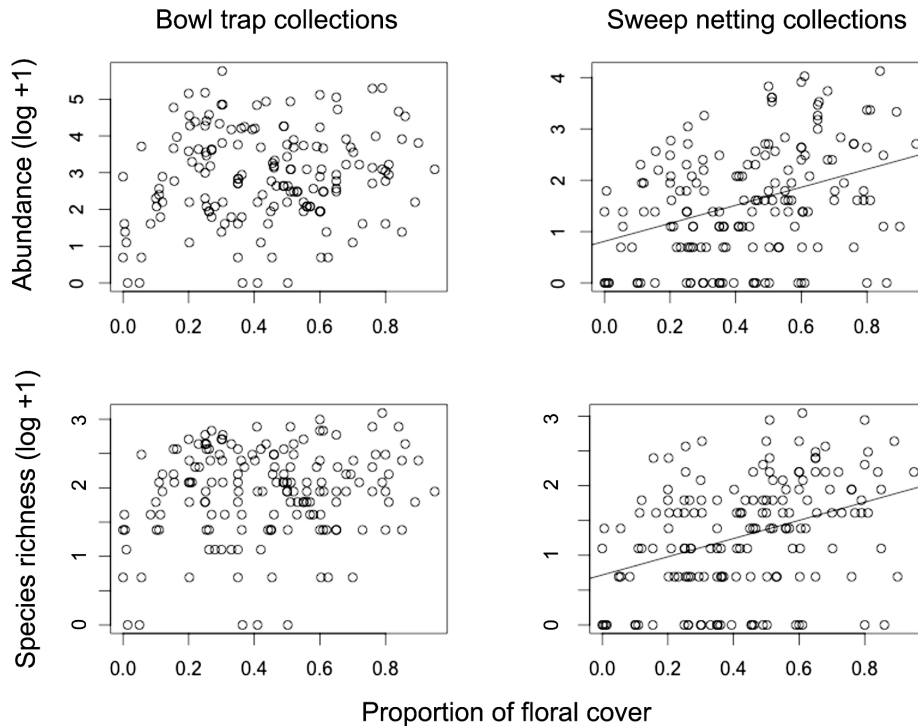 Bowl trap collections
Sweep netting collections
Abundance (log +1)
5
4
3
2
1
0
0.0 0.2 0.4 0.6 0.8
4
3
2
1
0
0.0 0.2 0.4 0.6 0.8
Species richness (log +1)
3
2
1
0
0.0 0.2 0.4 0.6 0.8
3
2
1
0
0.0 0.2 0.4 0.6 0.8
Proportion of floral cover